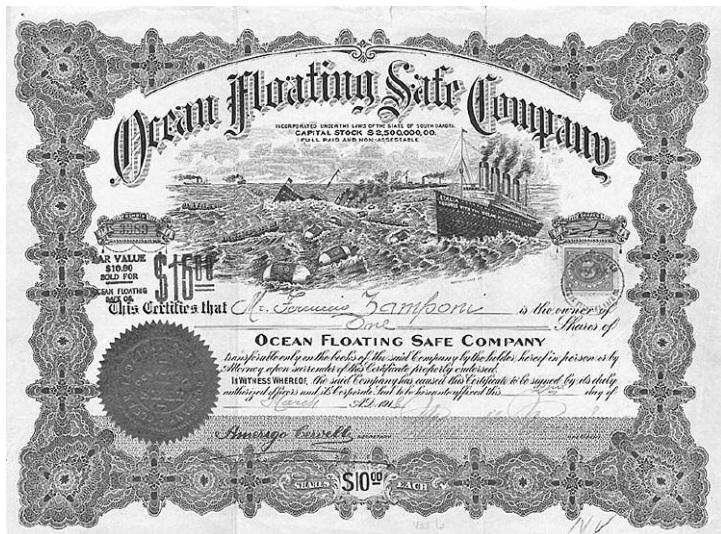 Ocean Floating Safe Company
INCORPORATED UNDER THE LAWS OF THE STATE OF SOUTH DAKOTA.
CAPITAL STOCK $2,500,000,00.
FULL PAID AND NON-ASSESSABLE
ITALIA
3389
PAR VALUE
$10.00
SOLD FOR
$15.00
OCEAN FLOATING
SAFE CO.
This Certifies that Mr. Zamponi is the owner of
One Shares of
OCEAN FLOATING SAFE COMPANY
transferable only on the books of the said Company by the holder hereof in person or by
Attorney upon surrender of this Certificate properly endorsed.
IN WITNESS WHEREOF, the said Company has caused this Certificate to be signed by its duly
authorized officers and its Corporate Seal to be hereunto affixed this day of
March A.D. 191
Amerigo
SECRETARY
SHARES $10.00 EACH